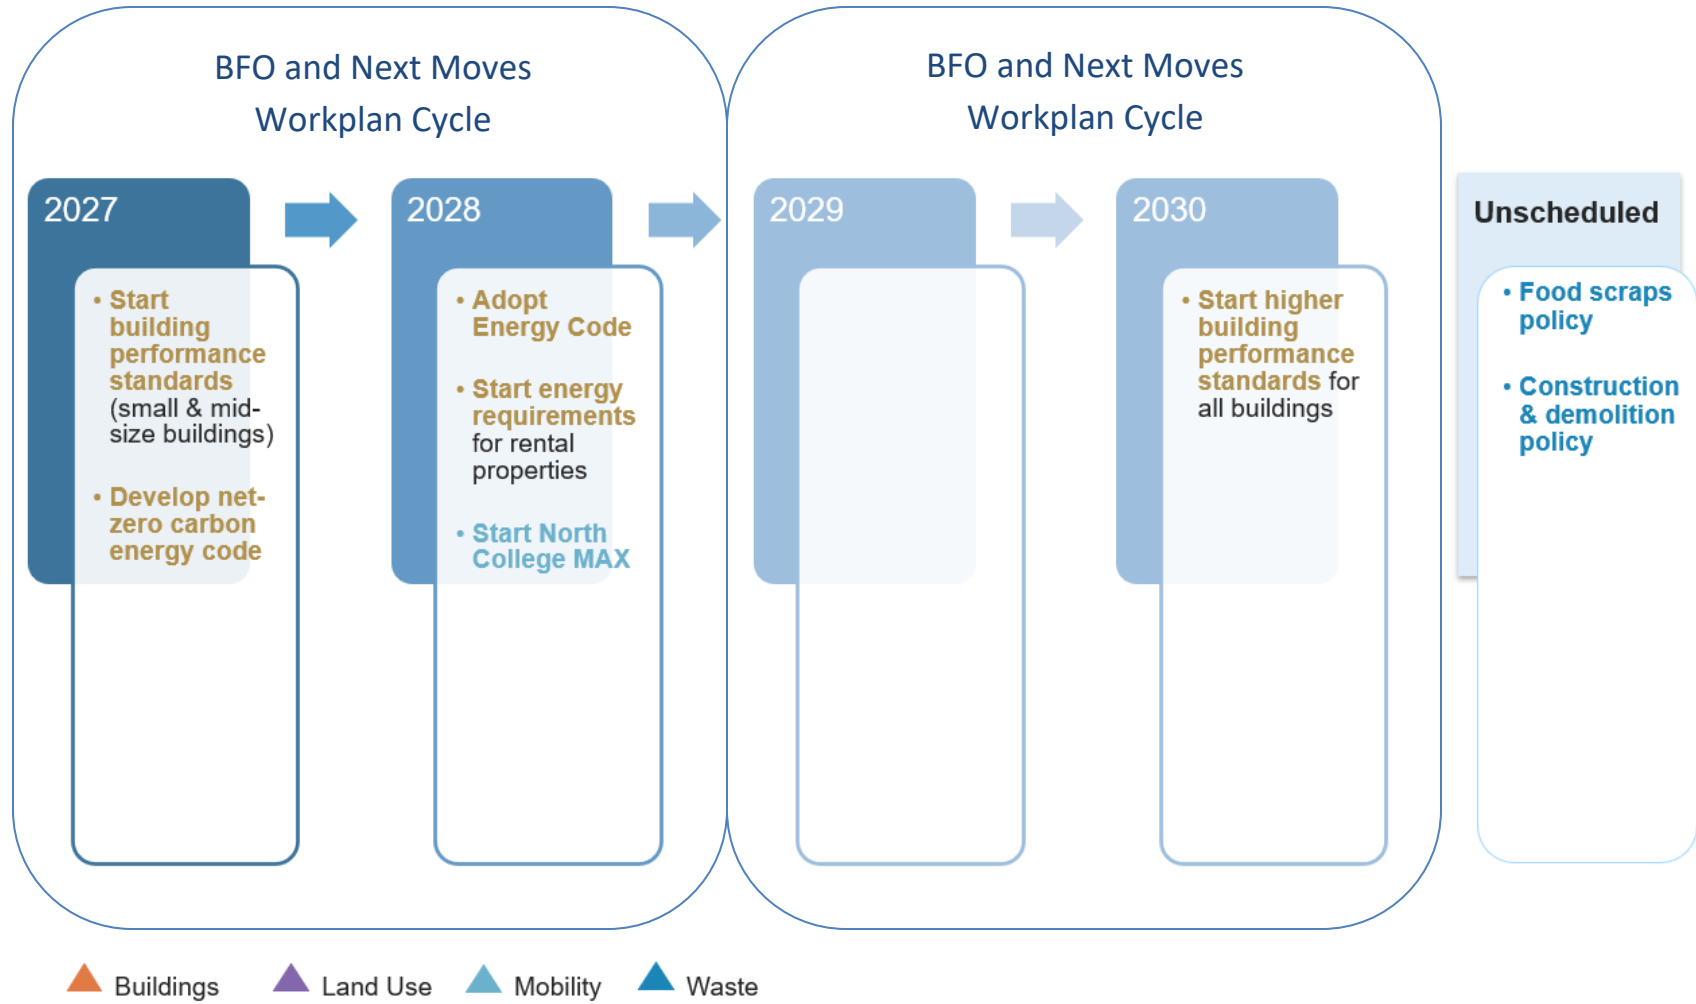 BFO and Next Moves
Workplan Cycle
BFO and Next Moves
Workplan Cycle
2027
• Start
building
performance
standards
(small & mid-
size buildings)
• Develop net-
zero carbon
energy code
2028
• Adopt
Energy Code
• Start energy
requirements
for rental
properties
• Start North
College MAX
2029
2030
• Start higher
building
performance
standards for
all buildings
Unscheduled
• Food scraps
policy
• Construction
& demolition
policy
Buildings
Land Use
Mobility
Waste